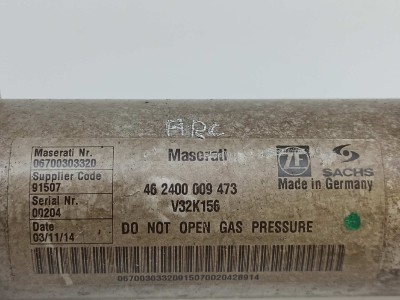 Maserati Nr.
06700303320
Supplier Code
91507
Serial Nr.
00204
Date
03/11/14
Maserati
46 2400 009 473
V32K156
DO NOT OPEN GAS PRESSURE
ZF
SACHS
Made in Germany